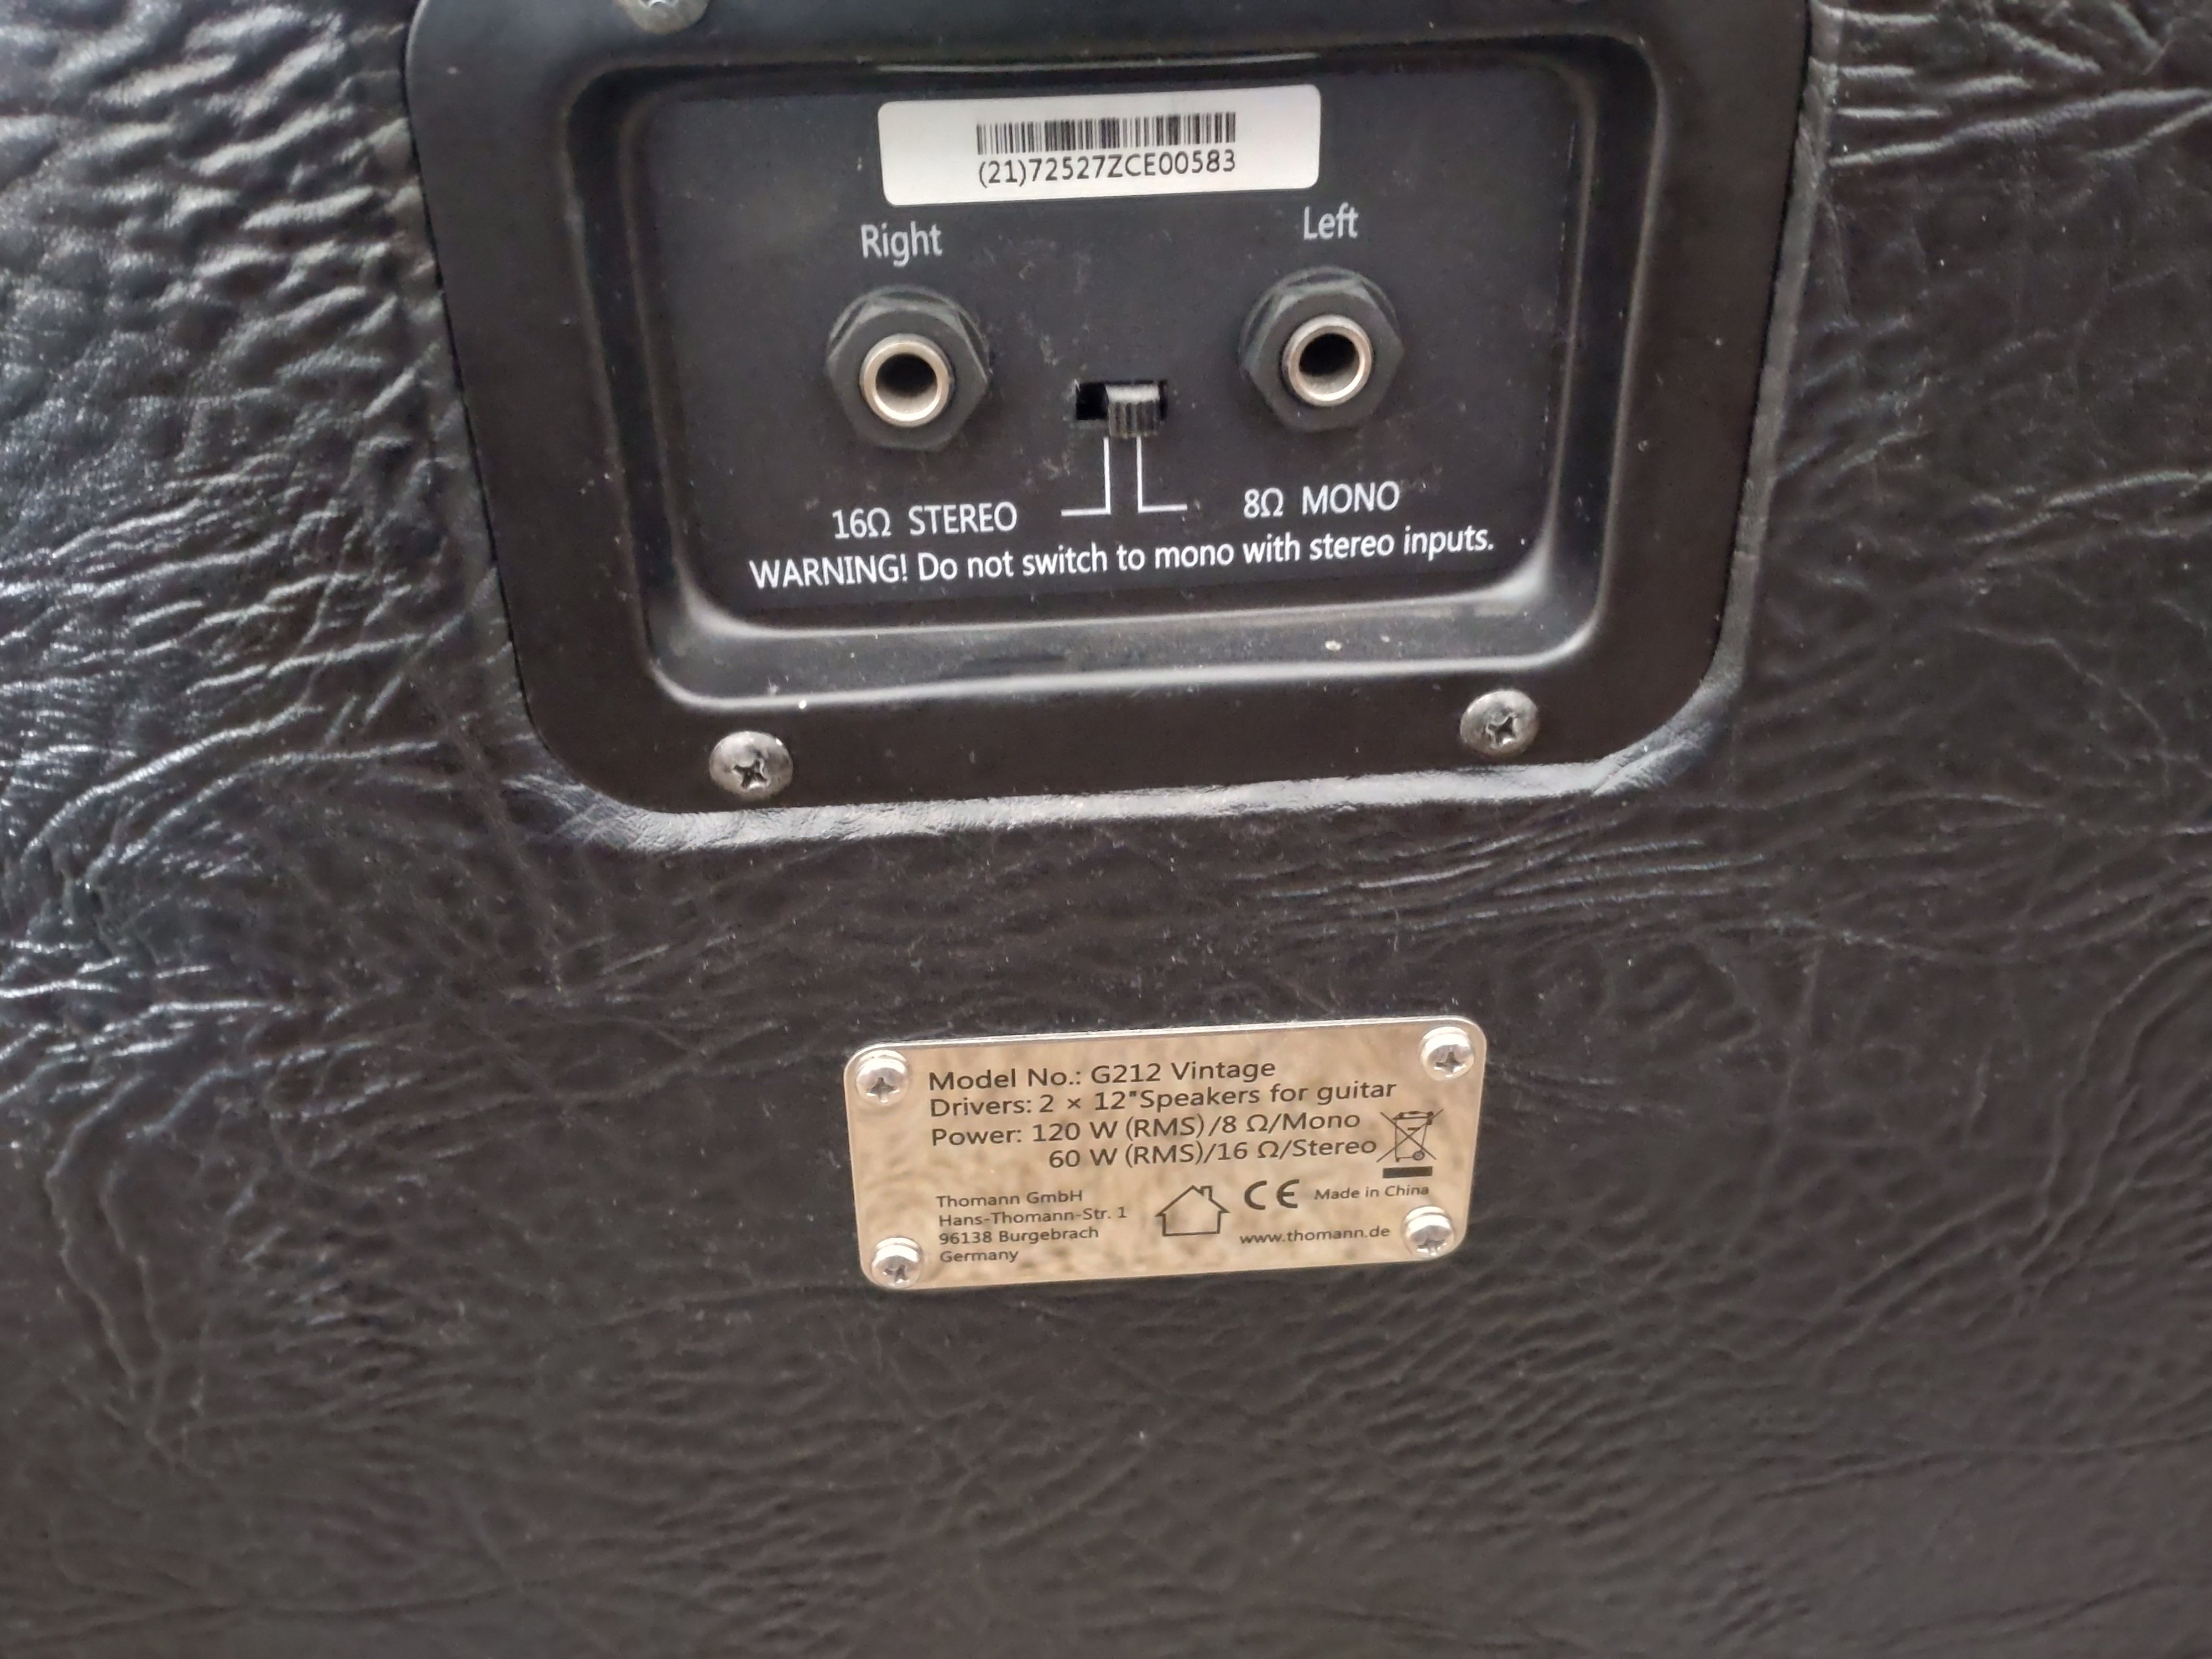 (21)72527ZCE00583
Right Left
16Ω STEREO 8Ω MONO
WARNING! Do not switch to mono with stereo inputs.
Model No.: G212 Vintage
Drivers: 2 × 12"Speakers for guitar
Power: 120 W (RMS)/8 Ω/Mono
60 W (RMS)/16 Ω/Stereo
Thomann GmbH
Hans-Thomann-Str. 1
96138 Burgebrach
Germany
CE Made in China
www.thomann.de